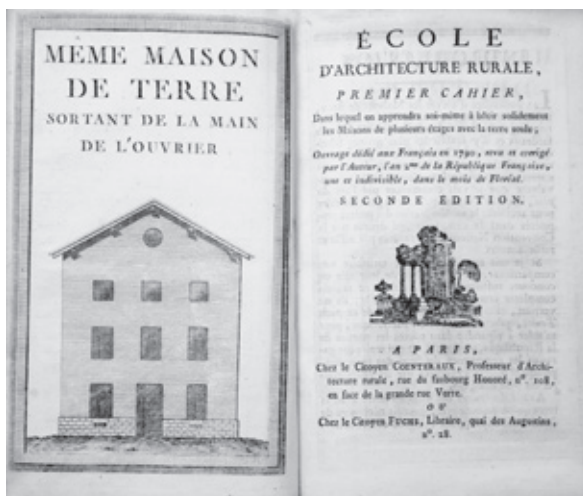 MÊME MAISON
DE TERRE
SORTANT DE LA MAIN
DE L'OUVRIER
ÉCOLE
D'ARCHITECTURE RURALE,
PREMIER CAHIER,
Dans lequel on apprendra soi-même à bâtir solidement
les Maisons de plusieurs étages avec la terre seule;
Ouvrage dédié aux Français en 1790, revu et corrigé
par l'Auteur, l'an 2me de la République Française,
une et indivisible, dans le mois de Floréal.
SECONDE ÉDITION.
A PARIS,
Chez le Citoyen COINTERAUX, Professeur d'Archi-
tecture rurale, rue du faubourg Honoré, n°. 108,
en face de la grande rue Verte.
OU
Chez le Citoyen FUCHS, Libraire, quai des Augustins,
n°. 28.